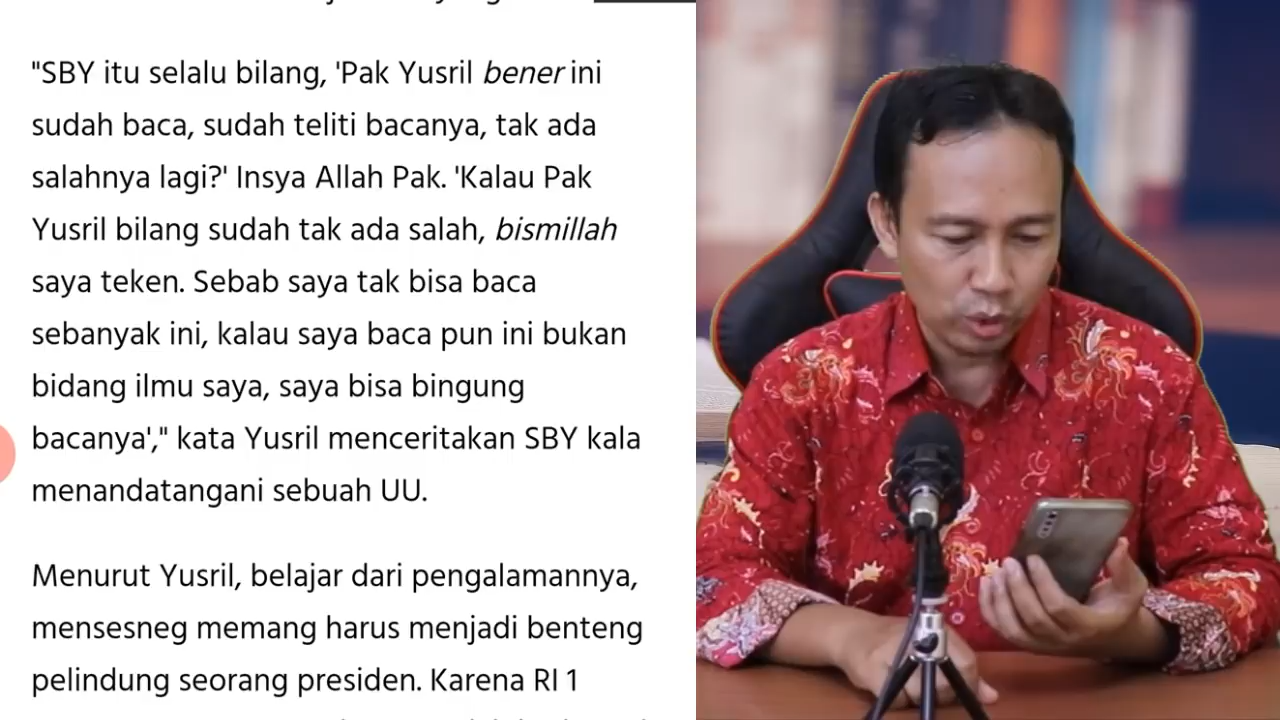 "SBY itu selalu bilang, 'Pak Yusril bener ini
sudah baca, sudah teliti bacanya, tak ada
salahnya lagi?' Insya Allah Pak. 'Kalau Pak
Yusril bilang sudah tak ada salah, bismillah
saya teken. Sebab saya tak bisa baca
sebanyak ini, kalau saya baca pun ini bukan
bidang ilmu saya, saya bisa bingung
bacanya'," kata Yusril menceritakan SBY kala
menandatangani sebuah UU.
Menurut Yusril, belajar dari pengalamannya,
mensesneg memang harus menjadi benteng
pelindung seorang presiden. Karena RI 1